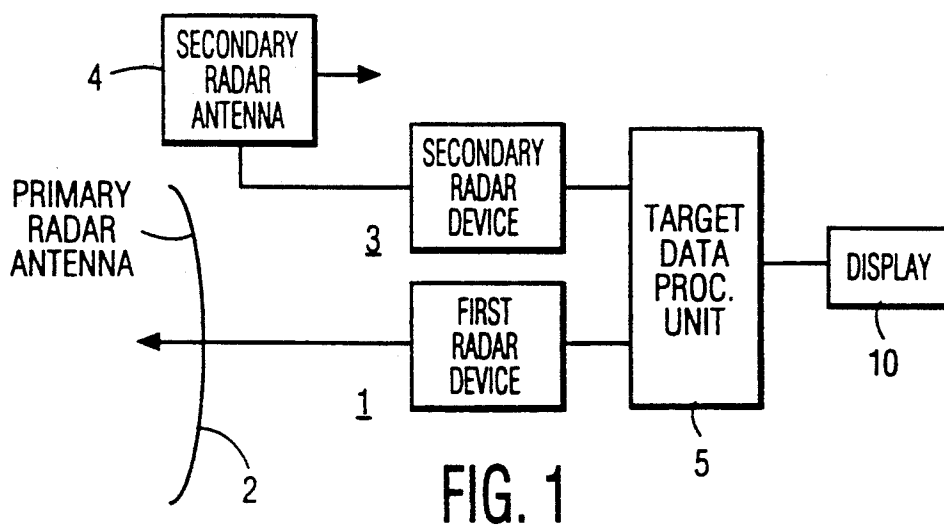 SECONDARY
RADAR
ANTENNA
4
SECONDARY
RADAR
DEVICE
3
PRIMARY
RADAR
ANTENNA
TARGET
DATA
PROC.
UNIT
DISPLAY
10
FIRST
RADAR
DEVICE
1
2
5
FIG. 1